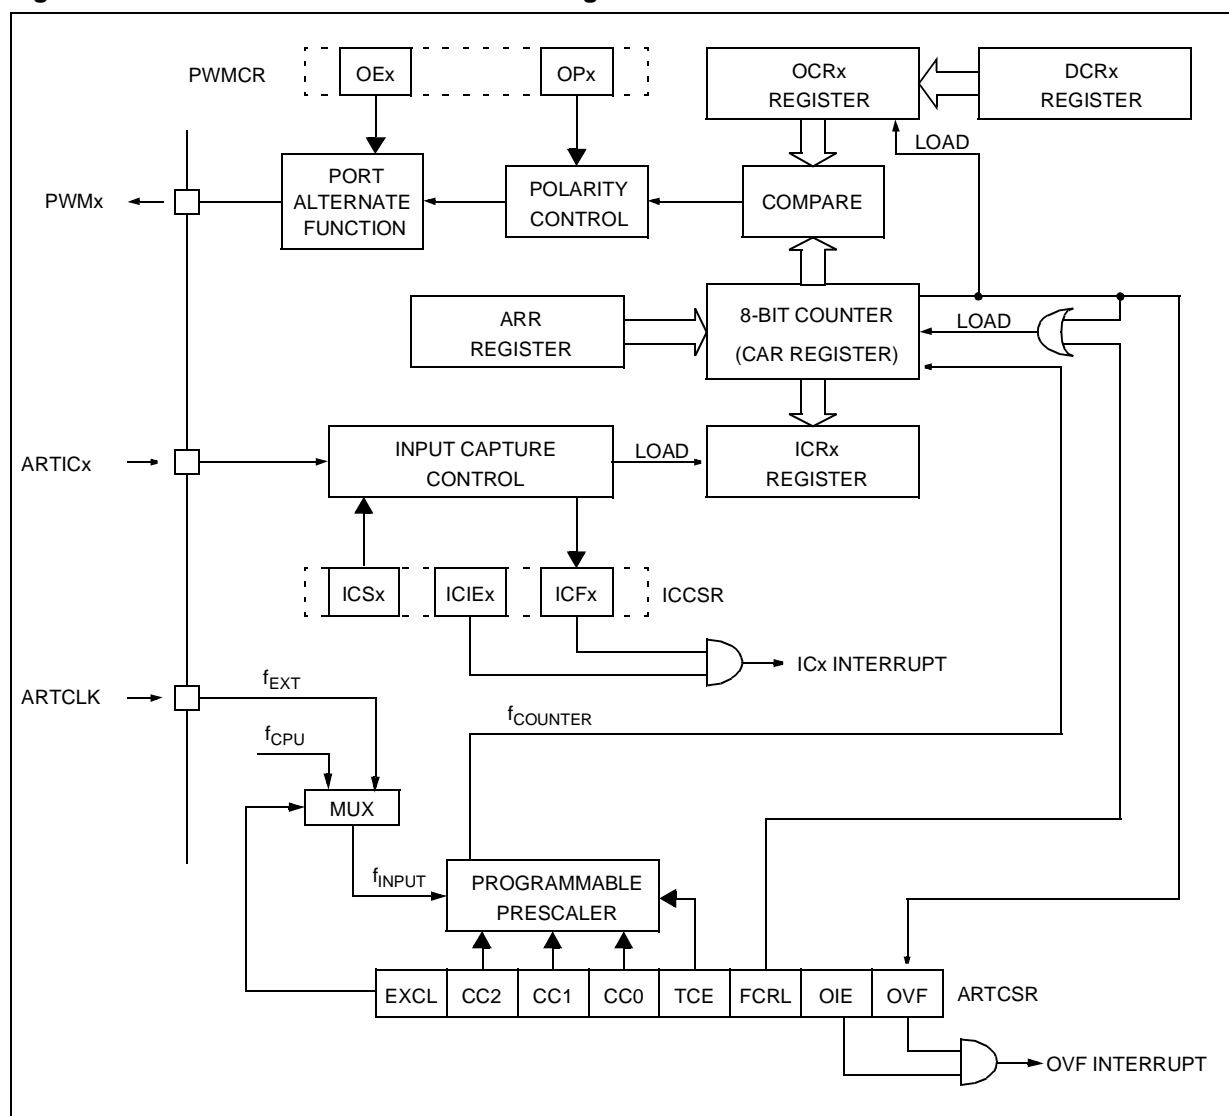 PWMCR
OEx
OPx
OCRx
REGISTER
DCRx
REGISTER
LOAD
PWMx
PORT
ALTERNATE
FUNCTION
POLARITY
CONTROL
COMPARE
ARR
REGISTER
8-BIT COUNTER
(CAR REGISTER)
LOAD
ARTICx
INPUT CAPTURE
CONTROL
LOAD
ICRx
REGISTER
ICSx
ICIEx
ICFx
ICCSR
ICx INTERRUPT
ARTCLK
fEXT
fCPU
fCOUNTER
MUX
fINPUT
PROGRAMMABLE
PRESCALER
EXCL
CC2
CC1
CC0
TCE
FCRL
OIE
OVF
ARTCSR
OVF INTERRUPT